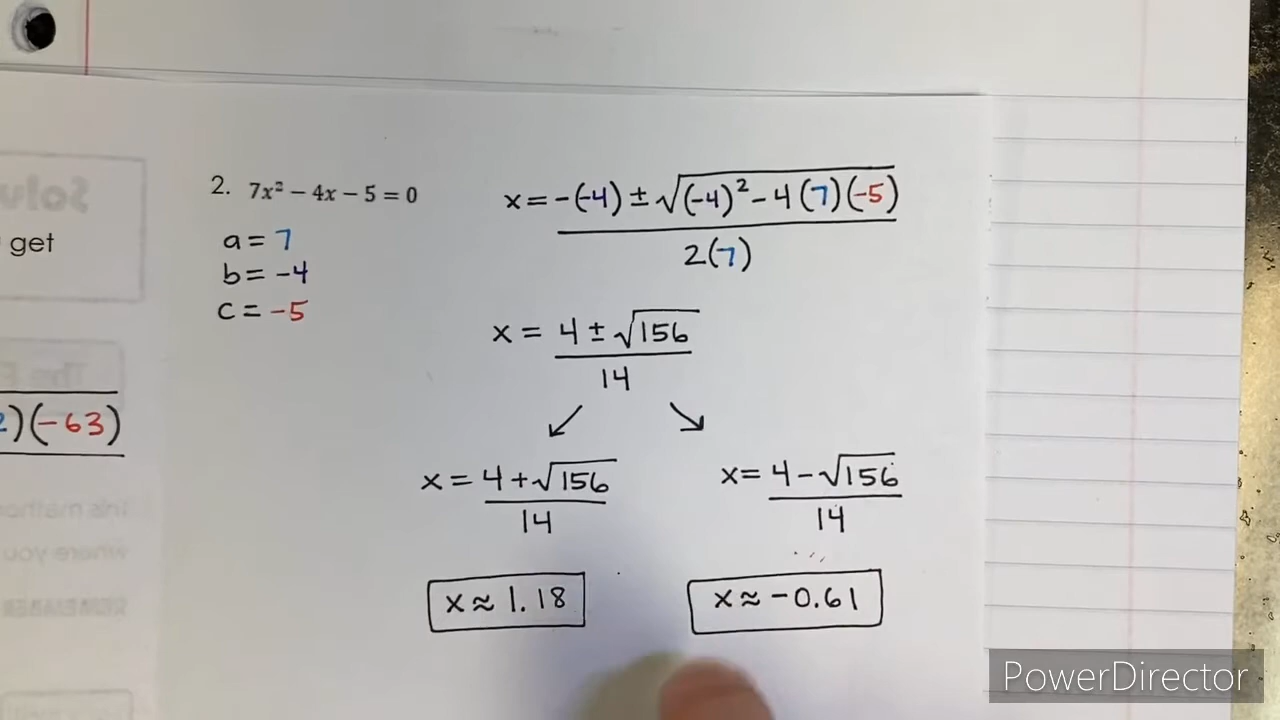 get
2)(-63)
2. 7x² – 4x – 5 = 0
a = 7
b = -4
c = -5
x = -(-4) ± √(-4)² - 4(7)(-5)
2(7)
x = 4 ± √156
14
x = 4 + √156
14
x = 4 - √156
14
x ≈ 1.18
x ≈ -0.61
PowerDirector